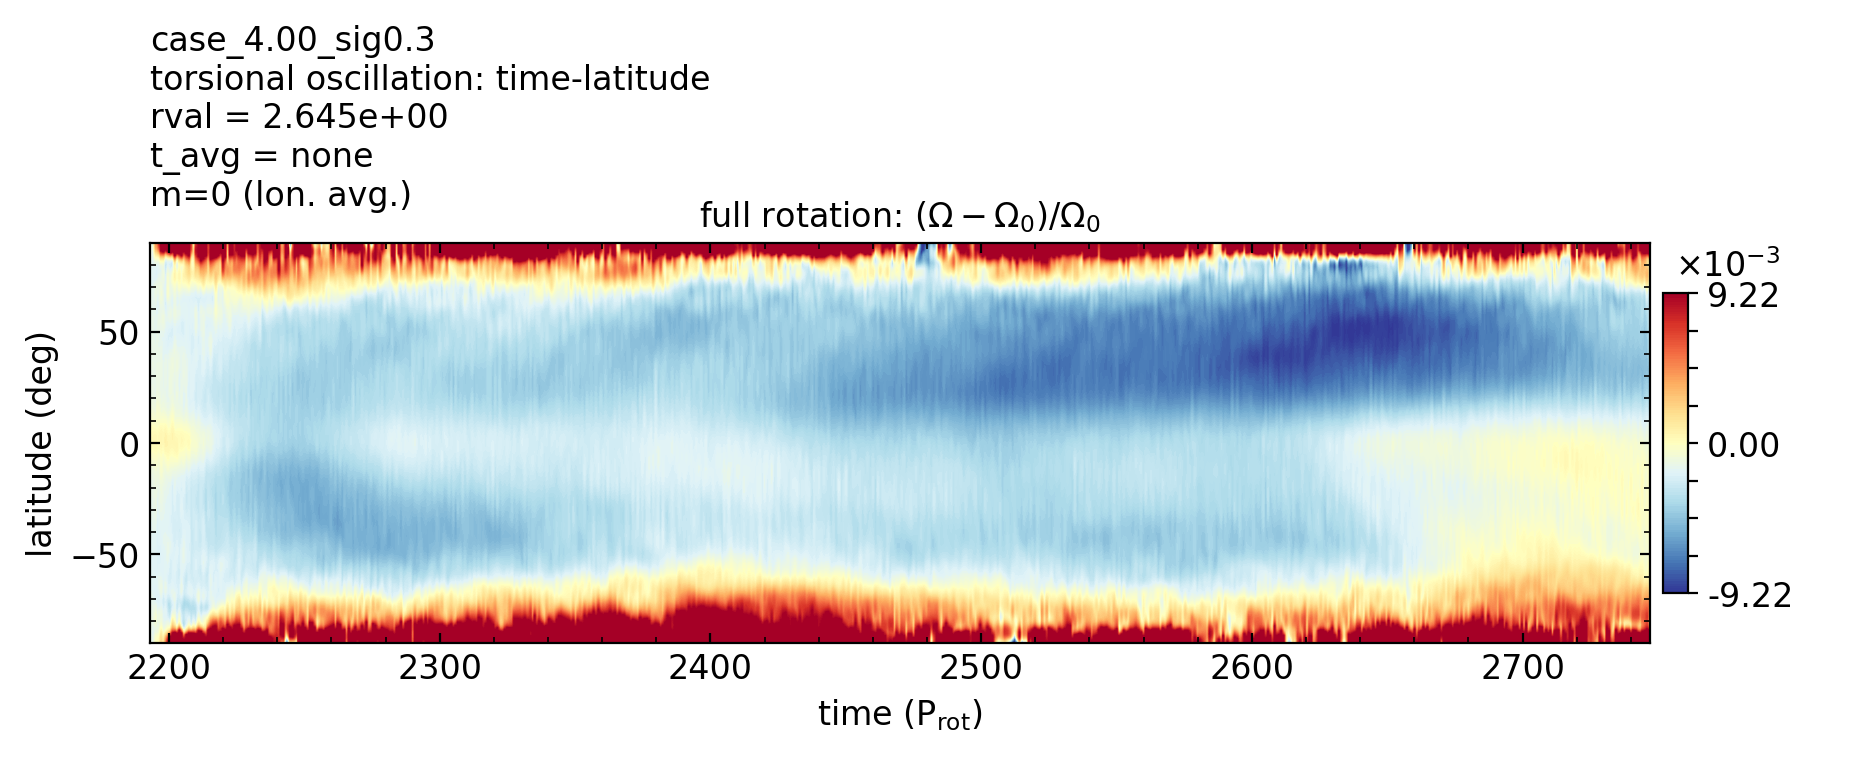 case_4.00_sig0.3
torsional oscillation: time-latitude
rval = 2.645e+00
t_avg = none
m=0 (lon. avg.)
full rotation: (Ω − Ω₀)/Ω₀
×10⁻³
9.22
0.00
-9.22
latitude (deg)
50
0
−50
2200 2300 2400 2500 2600 2700
time (P_rot)